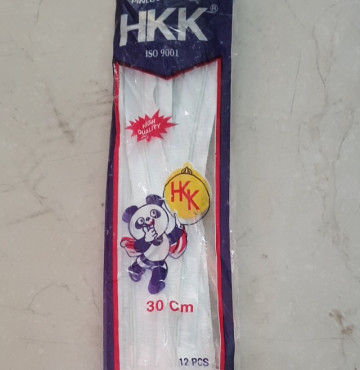 HKK®
ISO 9001
HIGH
QUALITY
HKK
30 Cm
12 PCS